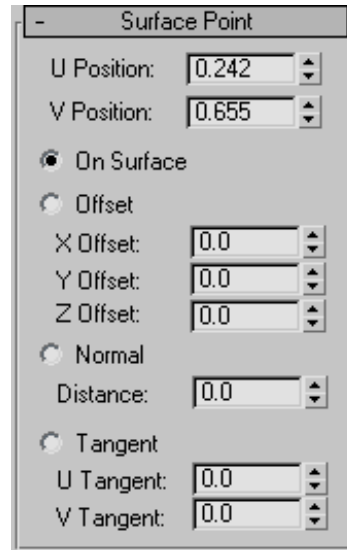 - Surface Point
U Position: 0.242
V Position: 0.655
On Surface
Offset
X Offset: 0.0
Y Offset: 0.0
Z Offset: 0.0
Normal
Distance: 0.0
Tangent
U Tangent: 0.0
V Tangent: 0.0